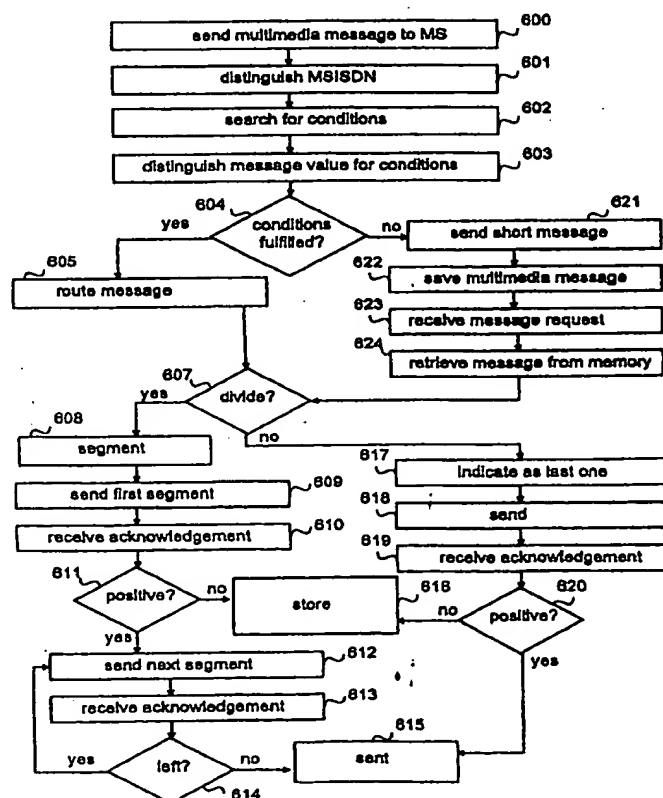 send multimedia message to MS
600
distinguish MSISDN
601
search for conditions
602
distinguish message value for conditions
603
604
conditions
fulfilled?
yes
no
605
route message
621
send short message
622
save multimedia message
623
receive message request
624
retrieve message from memory
607
divide?
yes
no
608
segment
609
send first segment
610
receive acknowledgement
611
positive?
no
yes
616
store
617
indicate as last one
618
send
619
receive acknowledgement
620
positive?
no
yes
612
send next segment
613
receive acknowledgement
614
left?
yes
no
615
sent